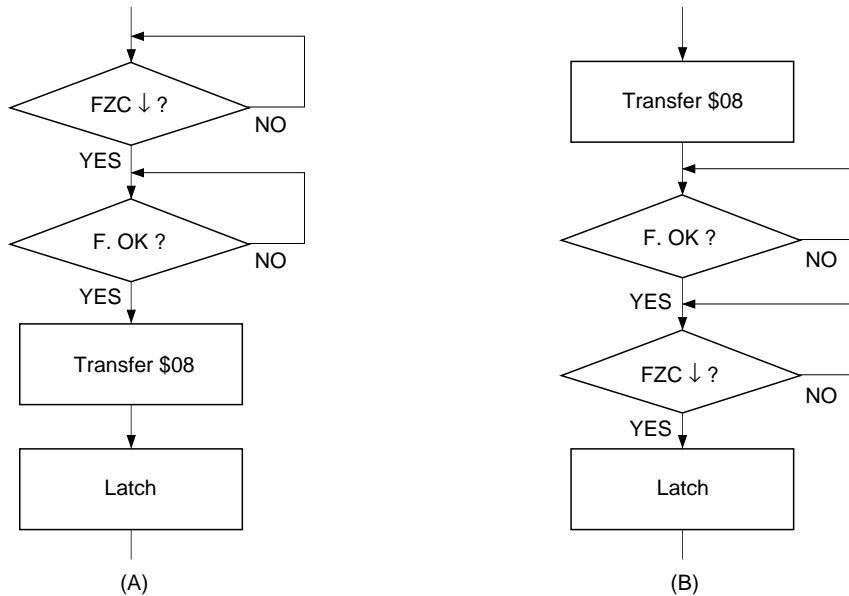 FZC ↓ ?
NO
YES
F. OK ?
NO
YES
Transfer $08
Latch
(A)
Transfer $08
F. OK ?
NO
YES
FZC ↓ ?
NO
YES
Latch
(B)